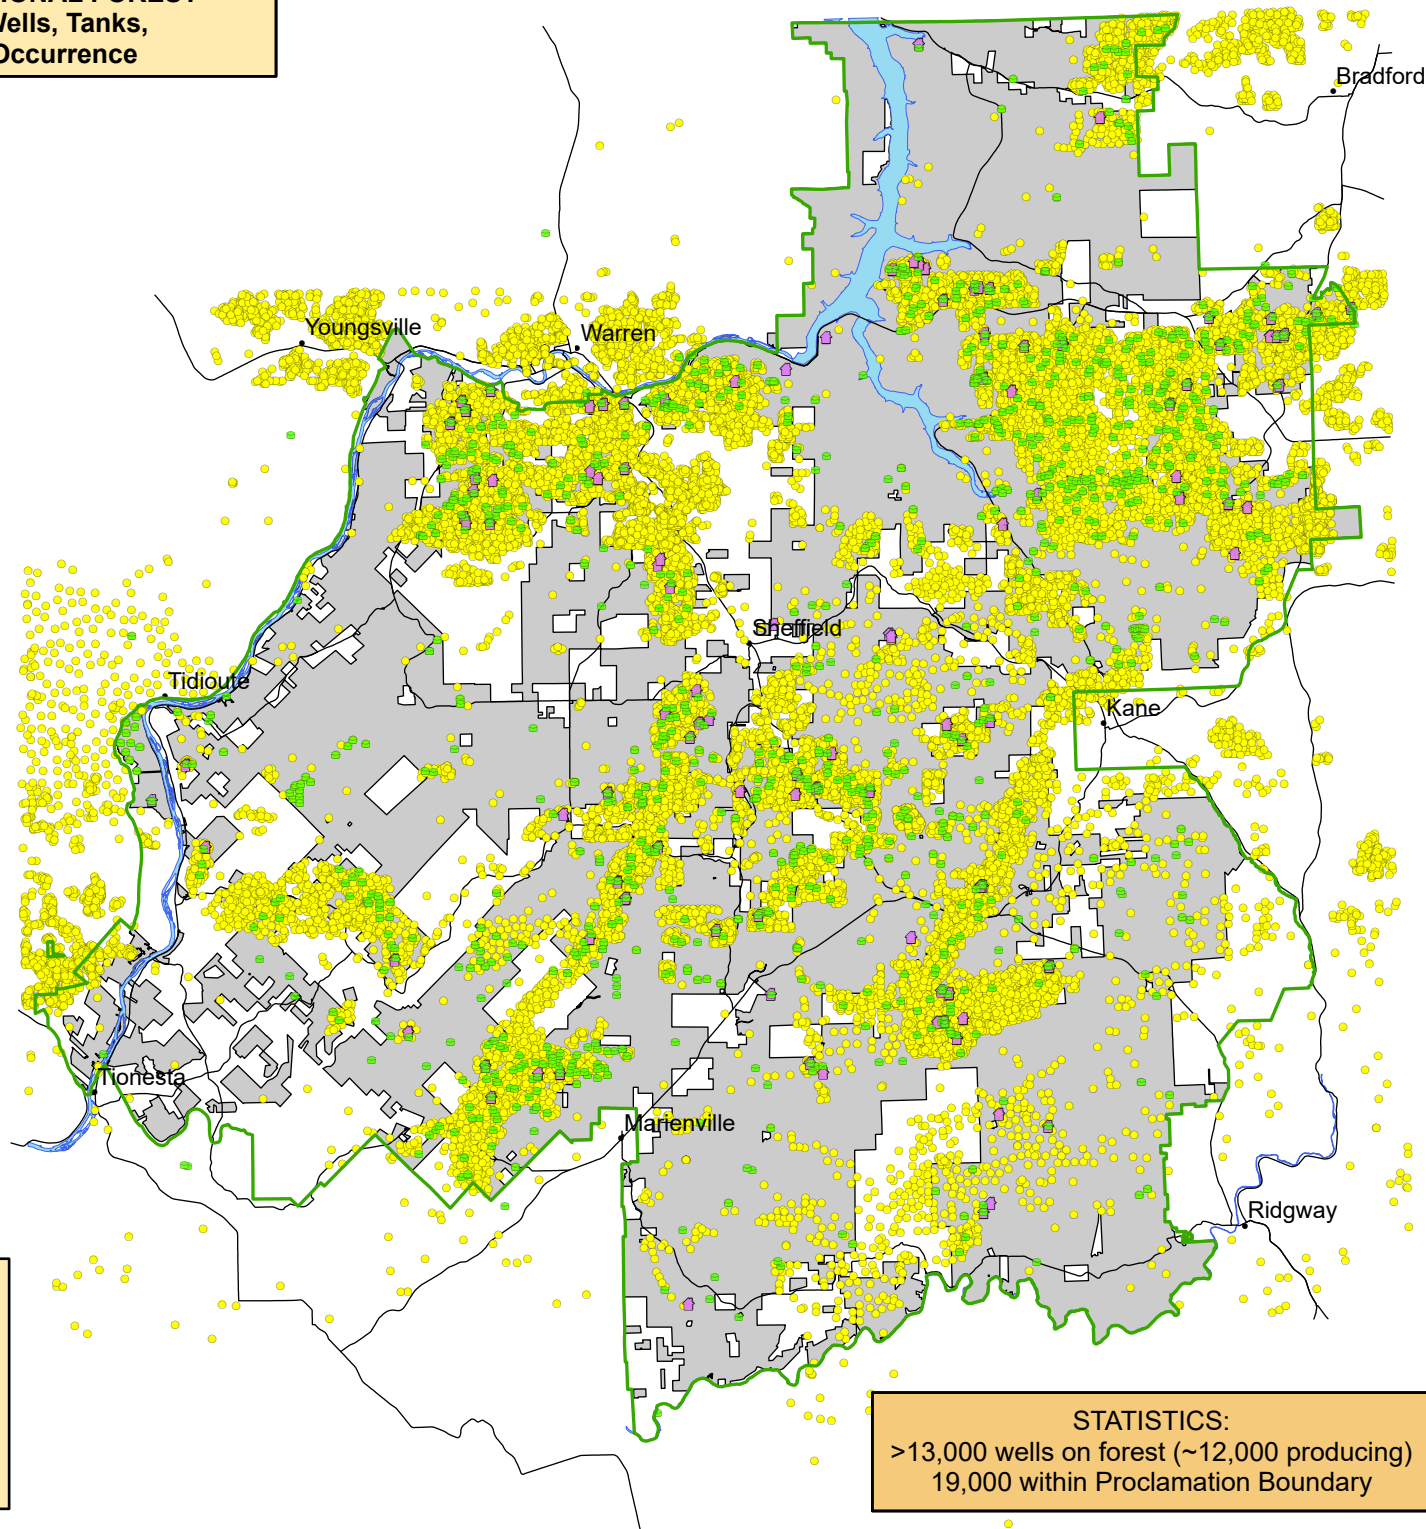 Wells, Tanks,
Occurrence
Bradford
Youngsville
Warren
Sheffield
Tidioute
Kane
Tionesta
Marienville
Ridgway
STATISTICS:
>13,000 wells on forest (~12,000 producing)
19,000 within Proclamation Boundary